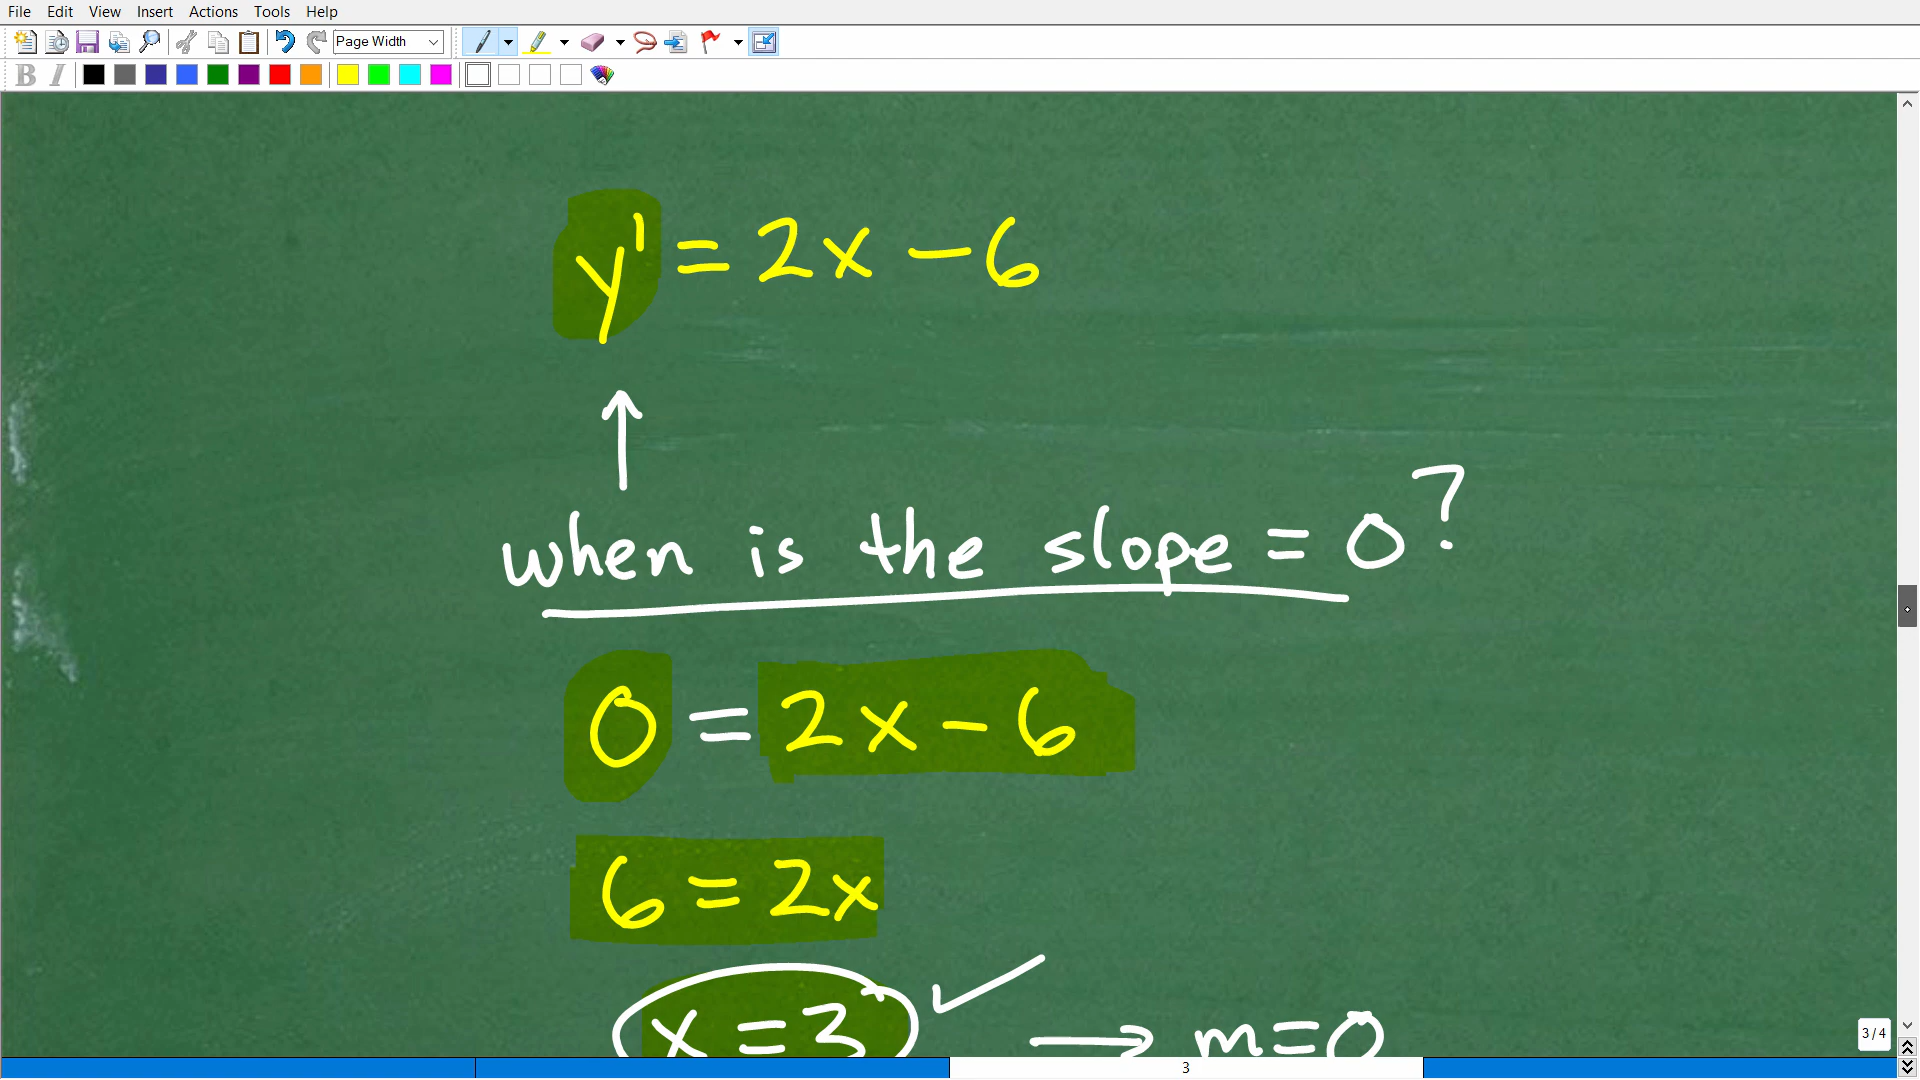 File Edit View Insert Actions Tools Help
Page Width
B I
y' = 2x - 6
when is the slope = 0?
0 = 2x - 6
6 = 2x
x = 3 → m = 0
3 / 4
3